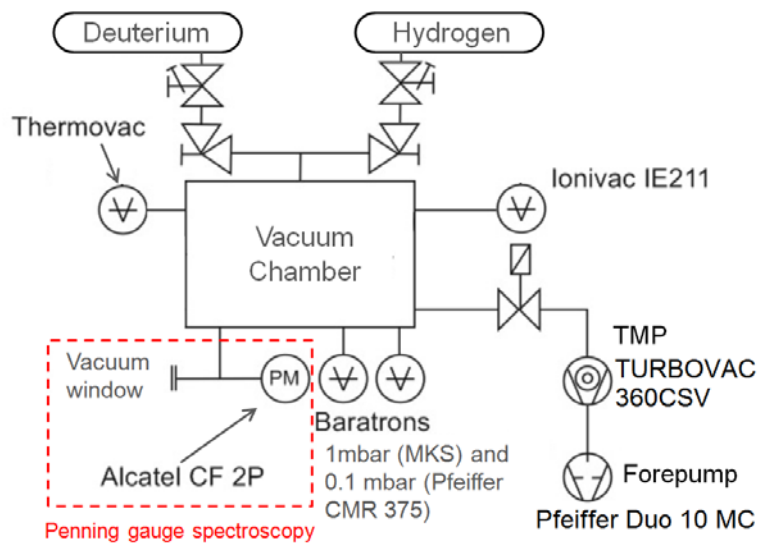 Deuterium
Hydrogen
Thermovac
Ionivac IE211
Vacuum
Chamber
TMP
TURBOVAC
360CSV
Vacuum
window
PM
Baratrons
1mbar (MKS) and
0.1 mbar (Pfeiffer
CMR 375)
Alcatel CF 2P
Forepump
Pfeiffer Duo 10 MC
Penning gauge spectroscopy